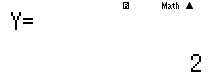 R Math ▲
Y=
2